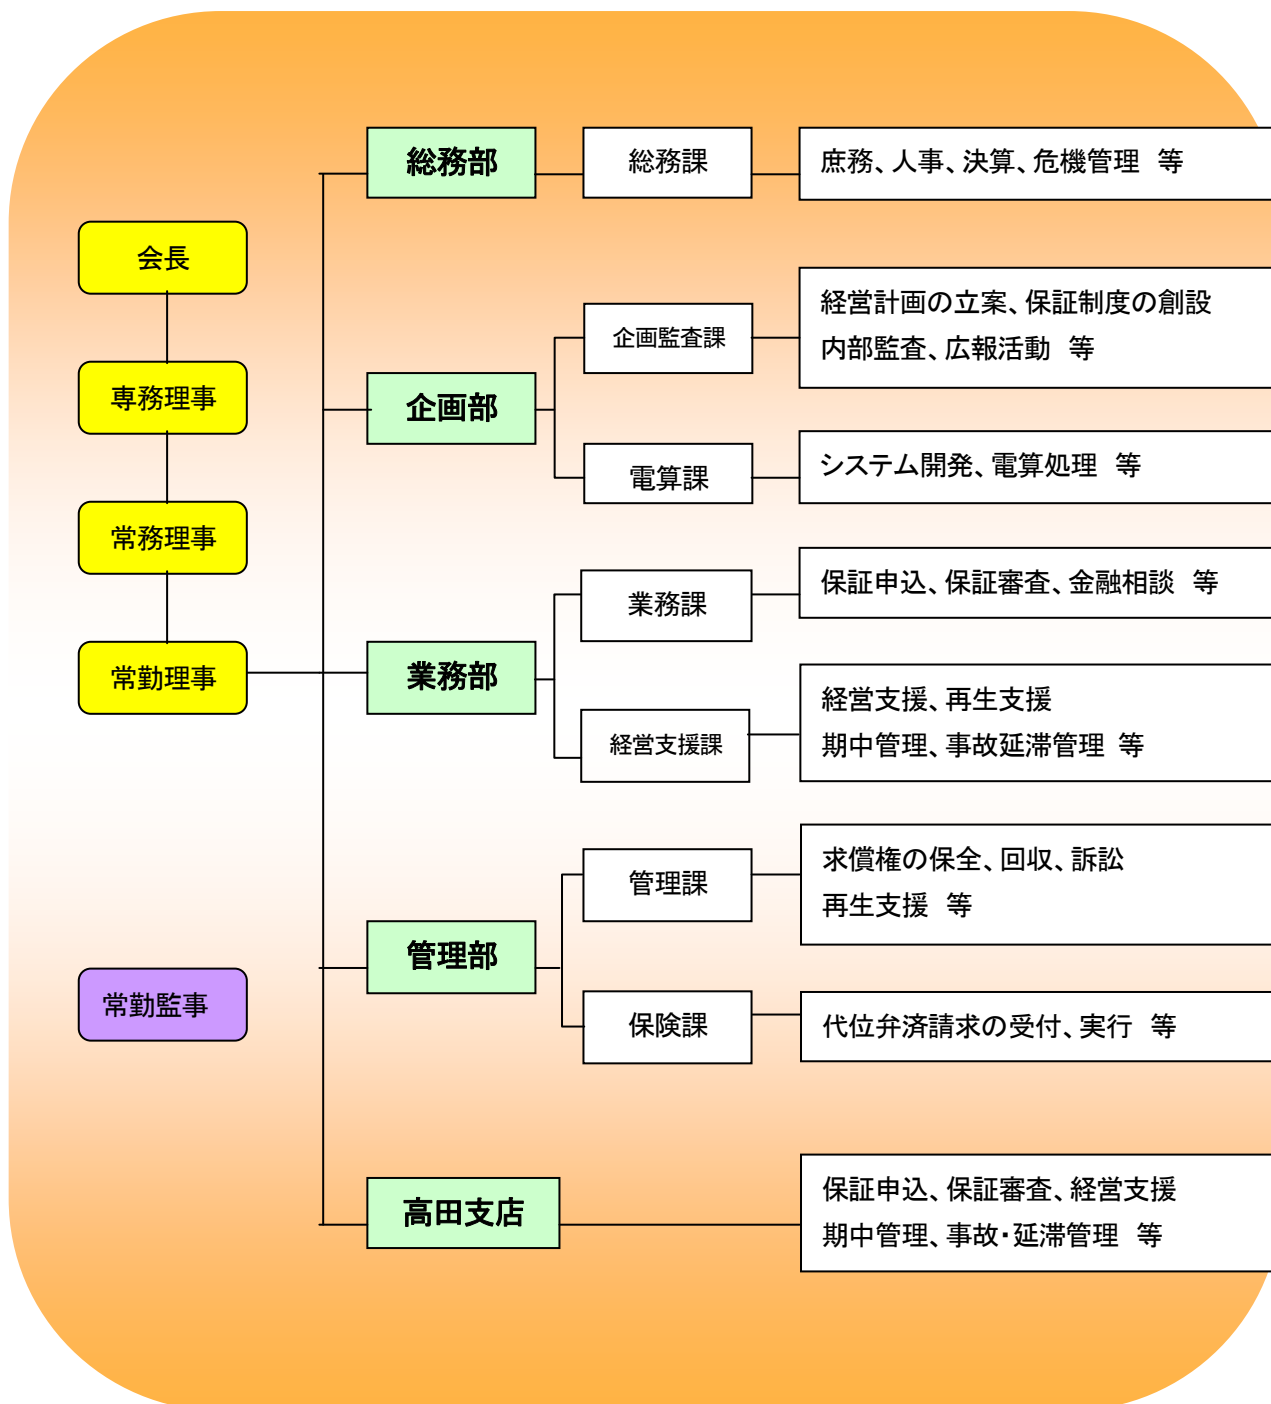 会長
専務理事
常務理事
常勤理事
常勤監事
総務部
総務課
庶務、人事、決算、危機管理 等
企画部
企画監査課
経営計画の立案、保証制度の創設
内部監査、広報活動 等
電算課
システム開発、電算処理 等
業務部
業務課
保証申込、保証審査、金融相談 等
経営支援課
経営支援、再生支援
期中管理、事故延滞管理 等
管理部
管理課
求償権の保全、回収、訴訟
再生支援 等
保険課
代位弁済請求の受付、実行 等
高田支店
保証申込、保証審査、経営支援
期中管理、事故・延滞管理 等